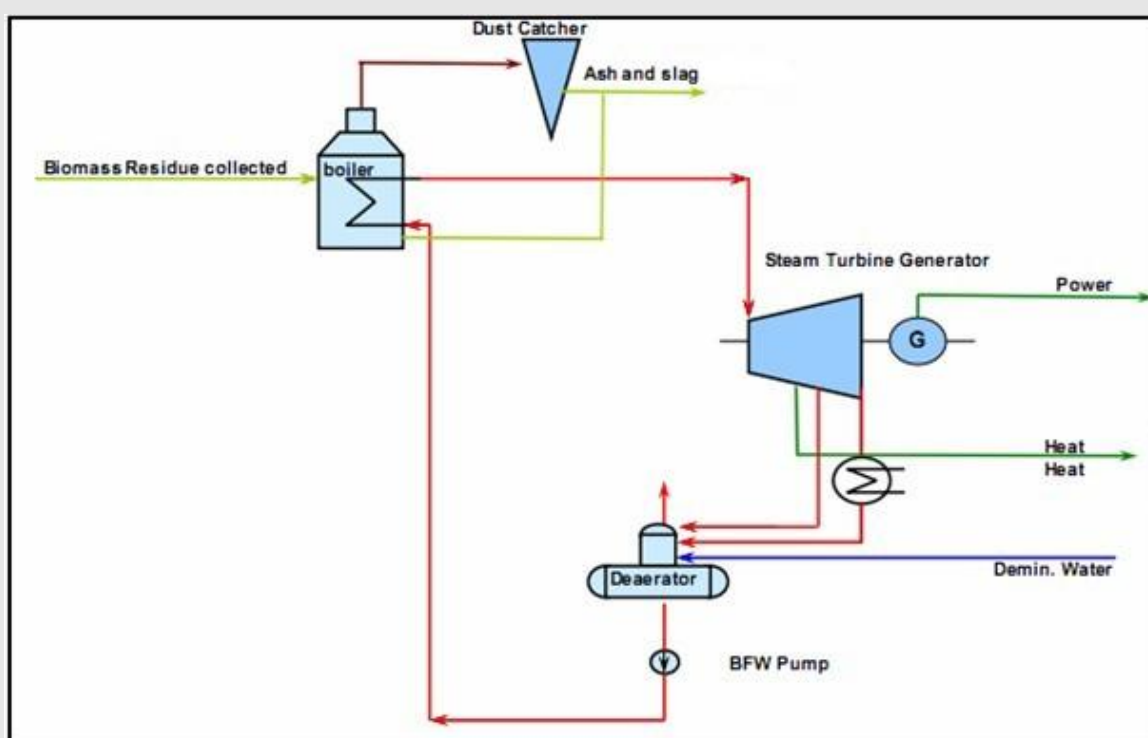 Dust Catcher
Ash and slag
Biomass Residue collected
boiler
Steam Turbine Generator
Power
G
Heat
Heat
Demin. Water
Deaerator
BFW Pump